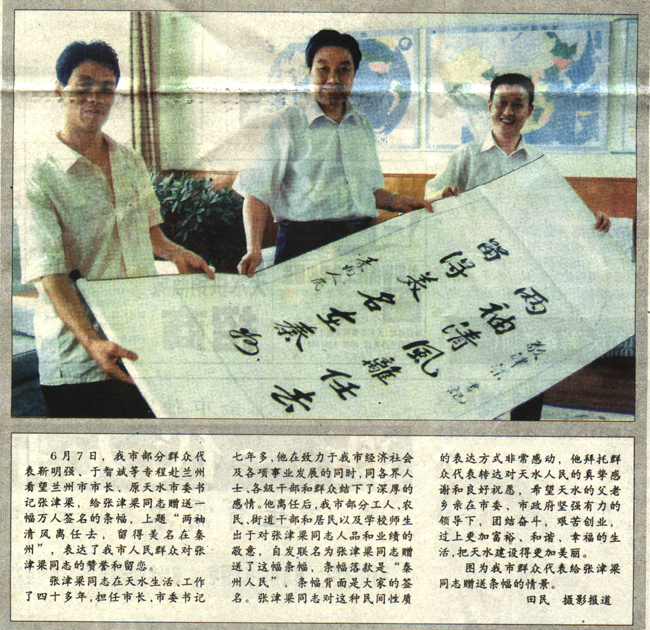 张津梁书记
两袖清風離任去
留得美名在秦州
秦州人民
6月7日，我市部分群众代
表靳明强、于智斌等专程赴兰州
看望兰州市市长、原天水市委书
记张津梁，给张津梁同志赠送一
幅万人签名的条幅，上题“两袖
清风离任去，留得美名在秦
州”，表达了我市人民群众对张
津梁同志的赞誉和留恋。
张津梁同志在天水生活、工作
了四十多年，担任市长、市委书记
七年多，他在致力于我市经济社会
及各项事业发展的同时，同各界人
士、各级干部和群众结下了深厚的
感情。他离任后，我市部分工人、农
民、街道干部和居民以及学校师生
出于对张津梁同志人品和业绩的
敬意，自发联名为张津梁同志赠送
了这幅条幅，条幅落款是“秦
州人民”，条幅背面是大家的签
名。张津梁同志对这种民间性质
的表达方式非常感动，他拜托群
众代表转达对天水人民的真挚感
谢和良好祝愿，希望天水的父老
乡亲在市委、市政府坚强有力的
领导下，团结奋斗，艰苦创业，
过上更加富裕、和谐、幸福的生
活，把天水建设得更加美丽。
图为我市群众代表给张津梁
同志赠送条幅的情景。
田民 摄影报道